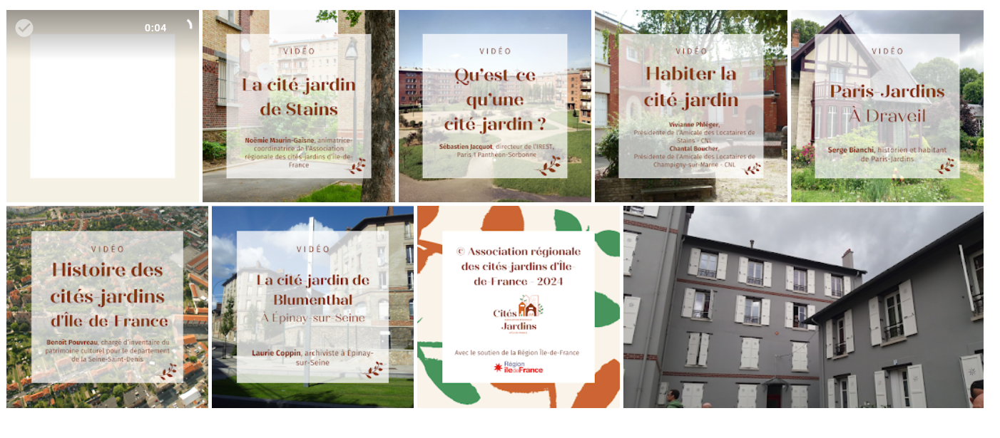 0:04
VIDÉO
La cité-jardin
de Stains
Noëmie Maurin-Gaisne, animatrice-
coordinatrice de l'Association
régionale des cités-jardins d'Île-de-
France
VIDÉO
Qu'est-ce
qu'une
cité-jardin ?
Sébastien Jacquot, directeur de l'IREST,
Paris 1 Panthéon-Sorbonne
VIDÉO
Habiter la
cité-jardin
Vivianne Phléger,
Présidente de l'Amicale des Locataires de
Stains - CNL
Chantal Boucher,
Présidente de l'Amicale des Locataires de
Champigny-sur-Marne - CNL
VIDÉO
Paris-Jardins
À Draveil
Serge Bianchi, historien et habitant
de Paris-Jardins
VIDÉO
Histoire des
cités-jardins
d'Île-de-France
Benoit Pouvreau, chargé d'inventaire du
patrimoine culturel pour le département
de la Seine-Saint-Denis
VIDÉO
La cité-jardin de
Blumenthal
À Épinay-sur-Seine
Laurie Coppin, archiviste à Épinay-
sur-Seine
© Association régionale
des cités-jardins d'Île-
de-France - 2024
Cités
Jardins
Avec le soutien de la Région Île-de-France
Région
îledeFrance